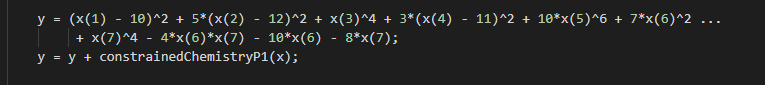 y = (x(1) - 10)^2 + 5*(x(2) - 12)^2 + x(3)^4 + 3*(x(4) - 11)^2 + 10*x(5)^6 + 7*x(6)^2 ...
+ x(7)^4 - 4*x(6)*x(7) - 10*x(6) - 8*x(7);
y = y + constrainedChemistryP1(x);